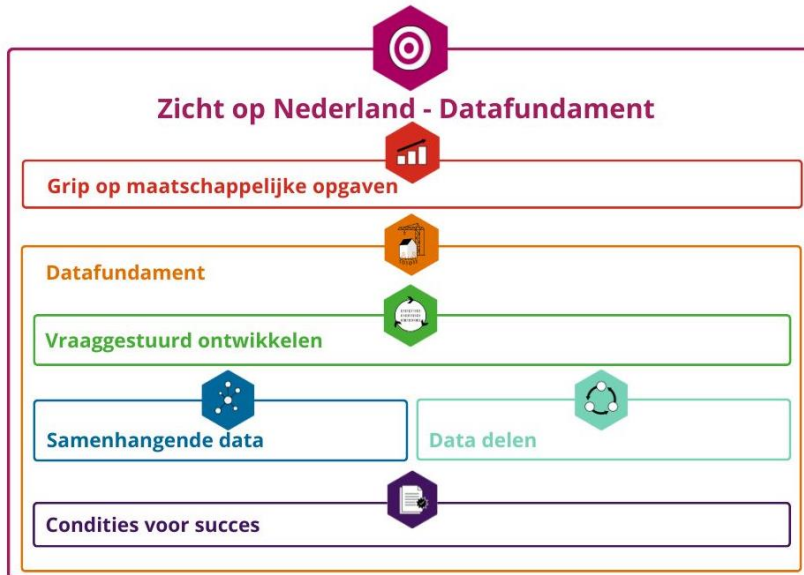 Zicht op Nederland - Datafundament
Grip op maatschappelijke opgaven
Datafundament
Vraaggestuurd ontwikkelen
Samenhangende data
Data delen
Condities voor succes